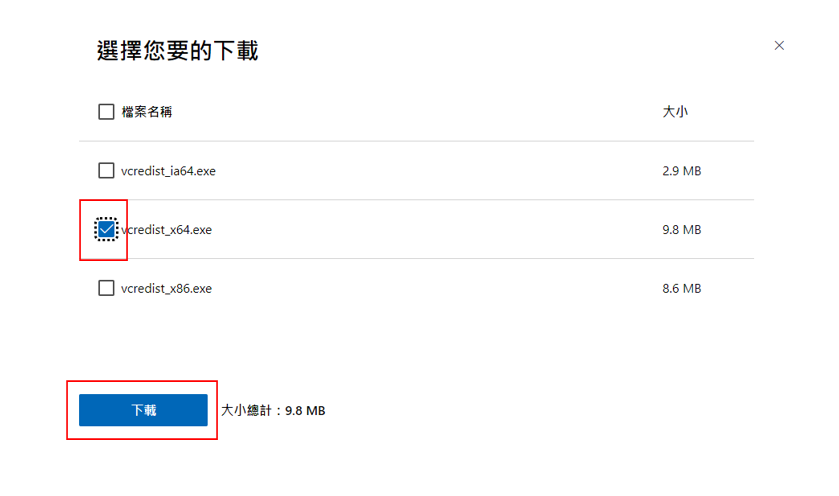 選擇您要的下載
檔案名稱 大小
vcredist_ia64.exe 2.9 MB
vcredist_x64.exe 9.8 MB
vcredist_x86.exe 8.6 MB
下載 大小總計：9.8 MB